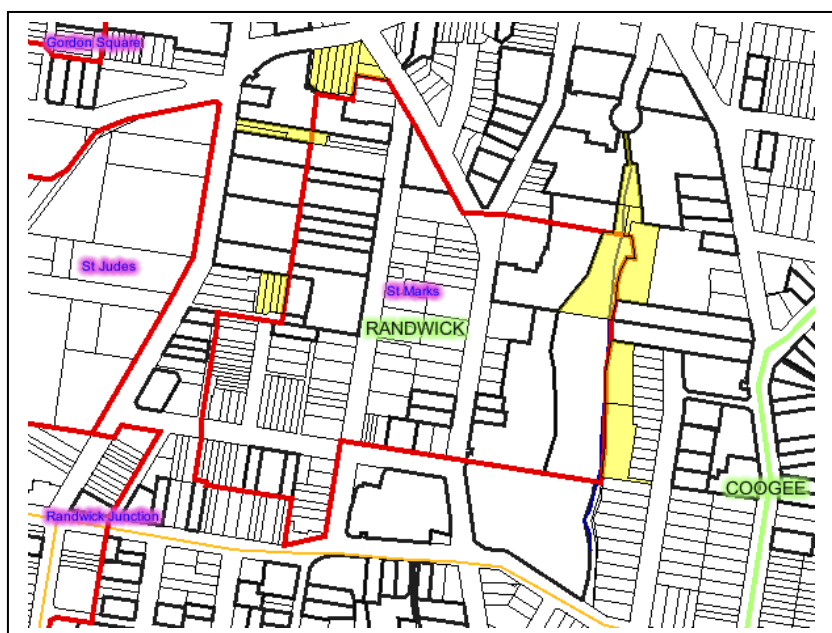 Gordon Square
St Judes
St Marks
RANDWICK
COOGEE
Randwick Junction